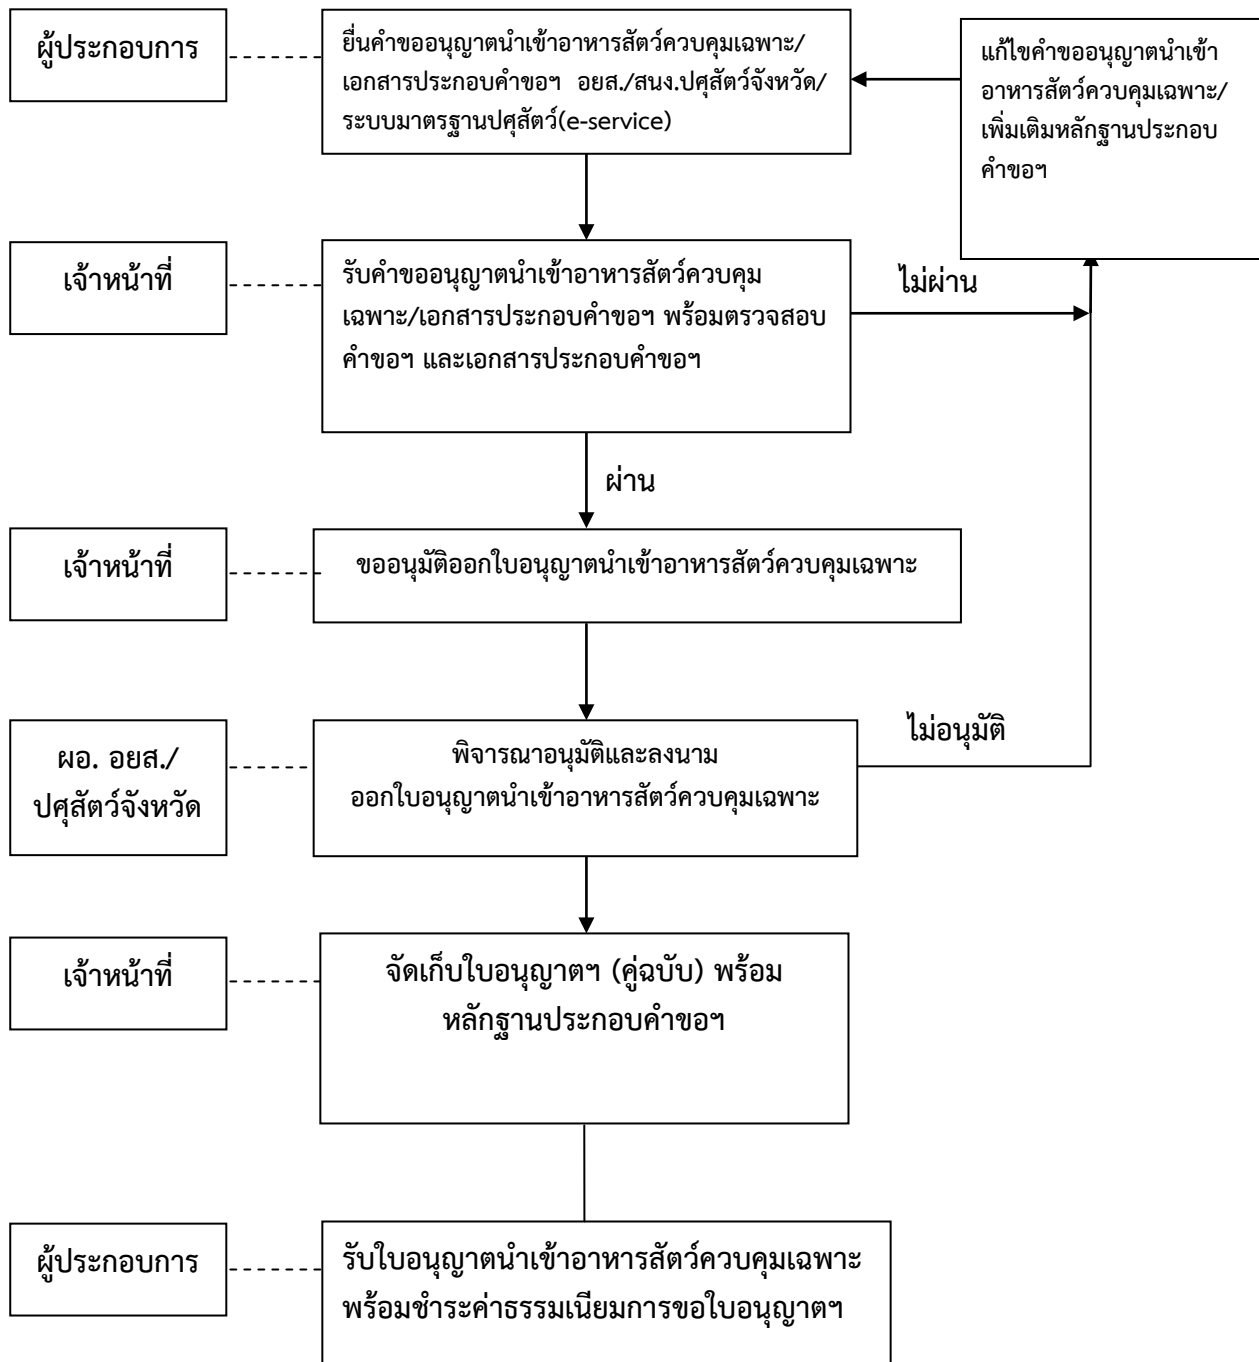 ผู้ประกอบการ
ยื่นคำขออนุญาตนำเข้าอาหารสัตว์ควบคุมเฉพาะ/
เอกสารประกอบคำขอฯ อยส./สนง.ปศุสัตว์จังหวัด/
ระบบมาตรฐานปศุสัตว์(e-service)
แก้ไขคำขออนุญาตนำเข้า
อาหารสัตว์ควบคุมเฉพาะ/
เพิ่มเติมหลักฐานประกอบ
คำขอฯ
เจ้าหน้าที่
รับคำขออนุญาตนำเข้าอาหารสัตว์ควบคุม
เฉพาะ/เอกสารประกอบคำขอฯ พร้อมตรวจสอบ
คำขอฯ และเอกสารประกอบคำขอฯ
ไม่ผ่าน
ผ่าน
เจ้าหน้าที่
ขออนุมัติออกใบอนุญาตนำเข้าอาหารสัตว์ควบคุมเฉพาะ
ผอ. อยส./
ปศุสัตว์จังหวัด
พิจารณาอนุมัติและลงนาม
ออกใบอนุญาตนำเข้าอาหารสัตว์ควบคุมเฉพาะ
ไม่อนุมัติ
เจ้าหน้าที่
จัดเก็บใบอนุญาตฯ (คู่ฉบับ) พร้อม
หลักฐานประกอบคำขอฯ
ผู้ประกอบการ
รับใบอนุญาตนำเข้าอาหารสัตว์ควบคุมเฉพาะ
พร้อมชำระค่าธรรมเนียมการขอใบอนุญาตฯ